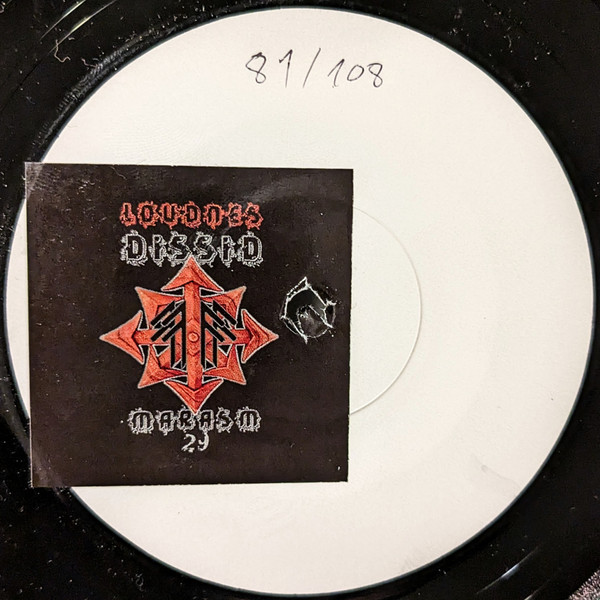 81/108
LOUDNES
DiSSiD
MARASM
29